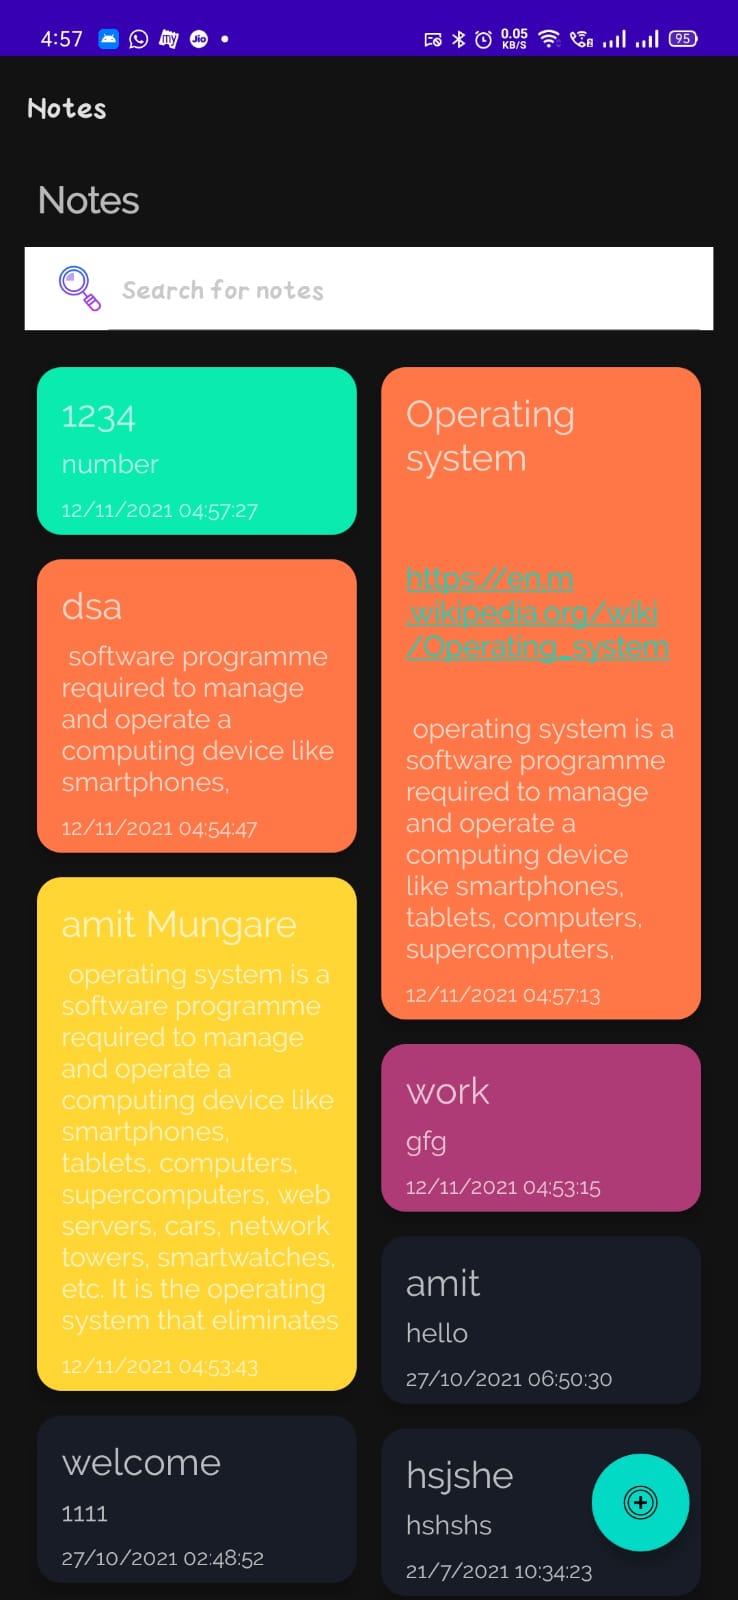 4:57
my
Jio
0.05
KB/S
2
95
Notes
Notes
Search for notes
1234
number
12/11/2021 04:57:27
dsa
software programme
required to manage
and operate a
computing device like
smartphones,
12/11/2021 04:54:47
amit Mungare
operating system is a
software programme
required to manage
and operate a
computing device like
smartphones,
tablets, computers,
supercomputers, web
servers, cars, network
towers, smartwatches,
etc. It is the operating
system that eliminates
12/11/2021 04:53:43
welcome
1111
27/10/2021 02:48:52
Operating
system
https://en.m
.wikipedia.org/wiki
/Operating_system
operating system is a
software programme
required to manage
and operate a
computing device
like smartphones,
tablets, computers,
supercomputers,
12/11/2021 04:57:13
work
gfg
12/11/2021 04:53:15
amit
hello
27/10/2021 06:50:30
hsjshe
hshshs
21/7/2021 10:34:23